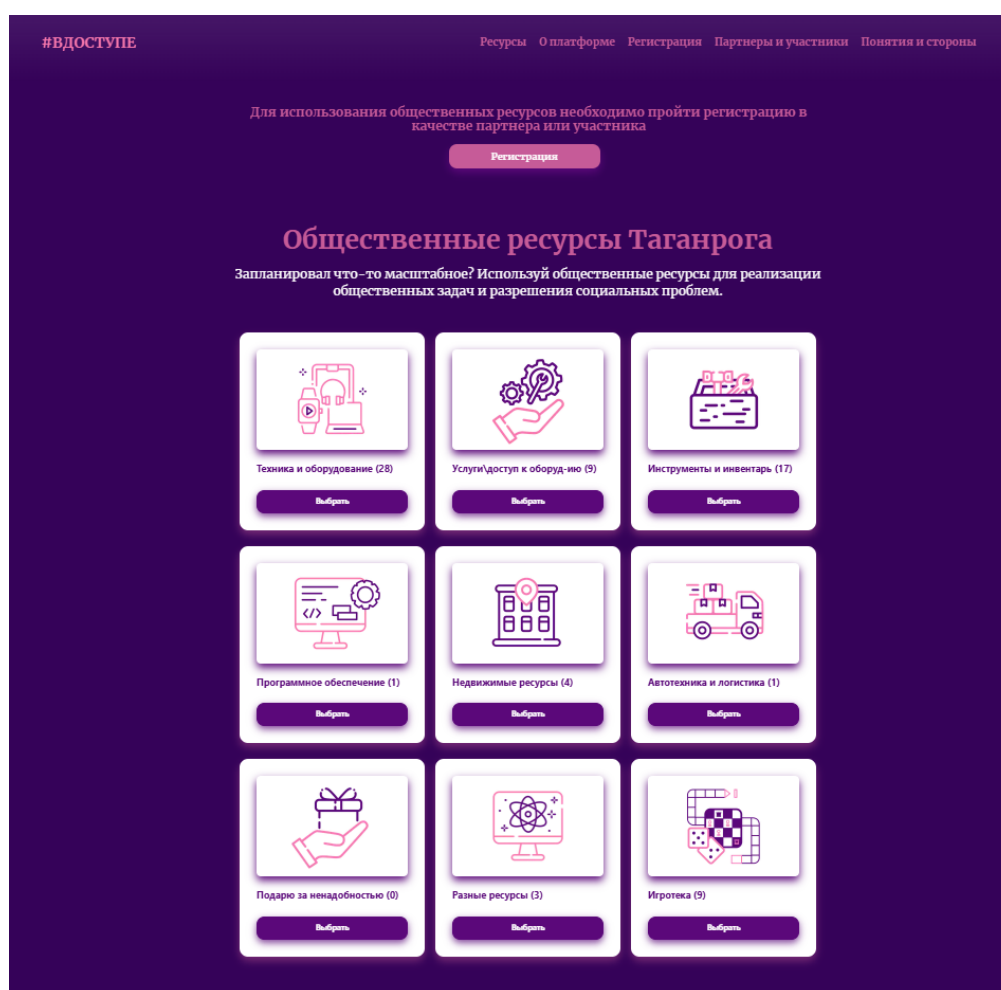 #ВДОСТУПЕ
Ресурсы О платформе Регистрация Партнеры и участники Понятия и стороны
Для использования общественных ресурсов необходимо пройти регистрацию в
качестве партнера или участника
Регистрация
Общественные ресурсы Таганрога
Запланировал что-то масштабное? Используй общественные ресурсы для реализации
общественных задач и разрешения социальных проблем.
Техника и оборудование (28)
Выбрать
Услуги\доступ к оборуд-ию (9)
Выбрать
Инструменты и инвентарь (17)
Выбрать
Программное обеспечение (1)
Выбрать
Недвижимые ресурсы (4)
Выбрать
Автотехника и логистика (1)
Выбрать
Подарю за ненадобностью (0)
Выбрать
Разные ресурсы (3)
Выбрать
Игротека (9)
Выбрать